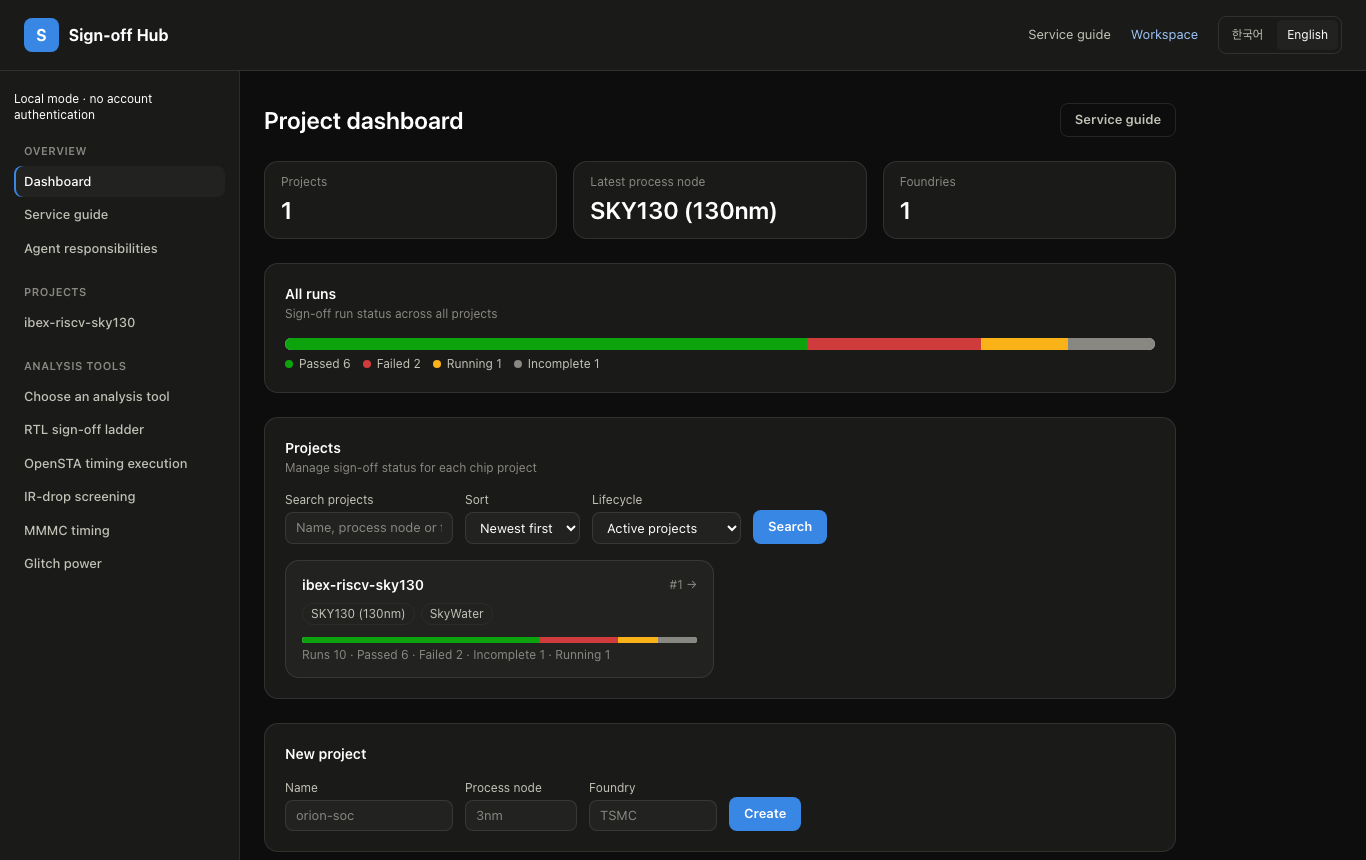 S
Sign-off Hub
Service guide
Workspace
한국어
English
Local mode · no account
authentication
OVERVIEW
Dashboard
Service guide
Agent responsibilities
PROJECTS
ibex-riscv-sky130
ANALYSIS TOOLS
Choose an analysis tool
RTL sign-off ladder
OpenSTA timing execution
IR-drop screening
MMMC timing
Glitch power
Project dashboard
Service guide
Projects
1
Latest process node
SKY130 (130nm)
Foundries
1
All runs
Sign-off run status across all projects
Passed 6
Failed 2
Running 1
Incomplete 1
Projects
Manage sign-off status for each chip project
Search projects
Sort
Lifecycle
Name, process node or
Newest first
Active projects
Search
ibex-riscv-sky130
#1 →
SKY130 (130nm)
SkyWater
Runs 10 · Passed 6 · Failed 2 · Incomplete 1 · Running 1
New project
Name
Process node
Foundry
orion-soc
3nm
TSMC
Create